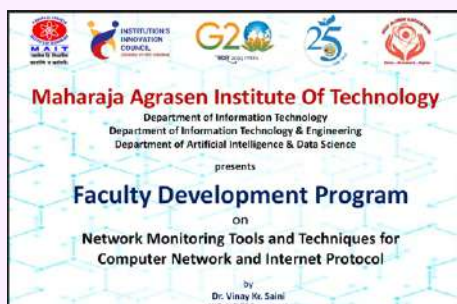 MAIT
INSTITUTION'S
INNOVATION
COUNCIL
G20
25
Maharaja Agrasen Institute Of Technology
Department of Information Technology
Department of Information Technology & Engineering
Department of Artificial Intelligence & Data Science
presents
Faculty Development Program
on
Network Monitoring Tools and Techniques for
Computer Network and Internet Protocol
by
Dr. Vinay Kr. Saini